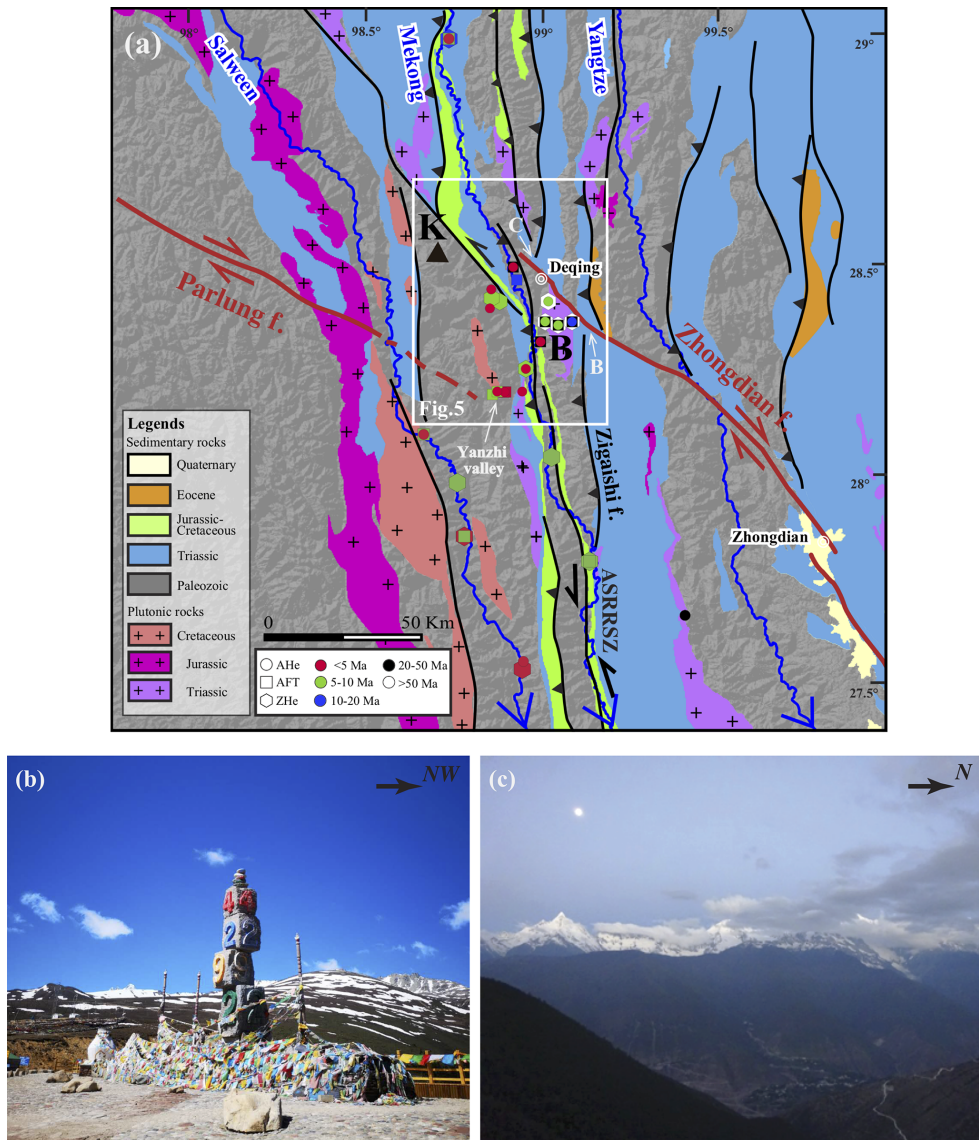 (a)
98°
98.5°
99°
99.5°
29°
Salween
Mekong
Yangtze
K
C
Deqing
28.5°
Parlung f.
B
B
Zhongdian f.
Fig.5
Yanzhi
valley
Zigaishi f.
28°
Zhongdian
ASRRSZ
27.5°
Legends
Sedimentary rocks
Quaternary
Eocene
Jurassic-
Cretaceous
Triassic
Paleozoic
Plutonic rocks
Cretaceous
Jurassic
Triassic
0 50 Km
AHe <5 Ma 20-50 Ma
AFT 5-10 Ma >50 Ma
ZHe 10-20 Ma
(b)
NW
(c)
N